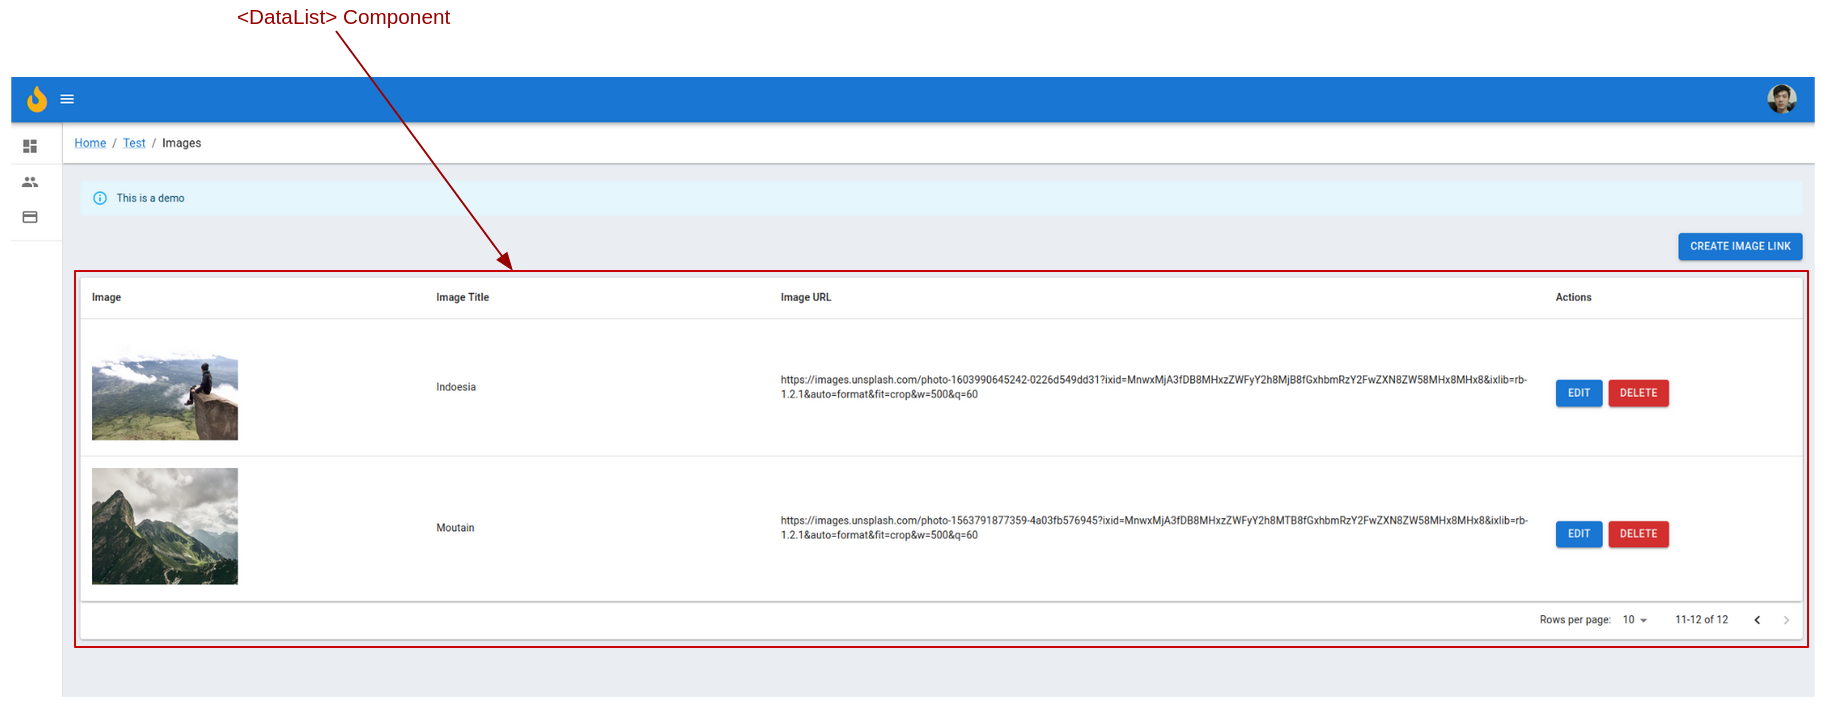 <DataList> Component
Home / Test / Images
This is a demo
CREATE IMAGE LINK
Image Image Title Image URL Actions
Indoesia
https://images.unsplash.com/photo-1603990645242-0226d549dd31?ixid=MnwxMjA3fDB8MHxzZWFyY2h8MjB8fGxhbmRzY2FwZXN8ZW58MHx8MHx8&ixlib=rb-
1.2.1&auto=format&fit=crop&w=500&q=60
EDIT DELETE
Moutain
https://images.unsplash.com/photo-1563791877359-4a03fb576945?ixid=MnwxMjA3fDB8MHxzZWFyY2h8MTB8fGxhbmRzY2FwZXN8ZW58MHx8MHx8&ixlib=rb-
1.2.1&auto=format&fit=crop&w=500&q=60
EDIT DELETE
Rows per page: 10 11-12 of 12